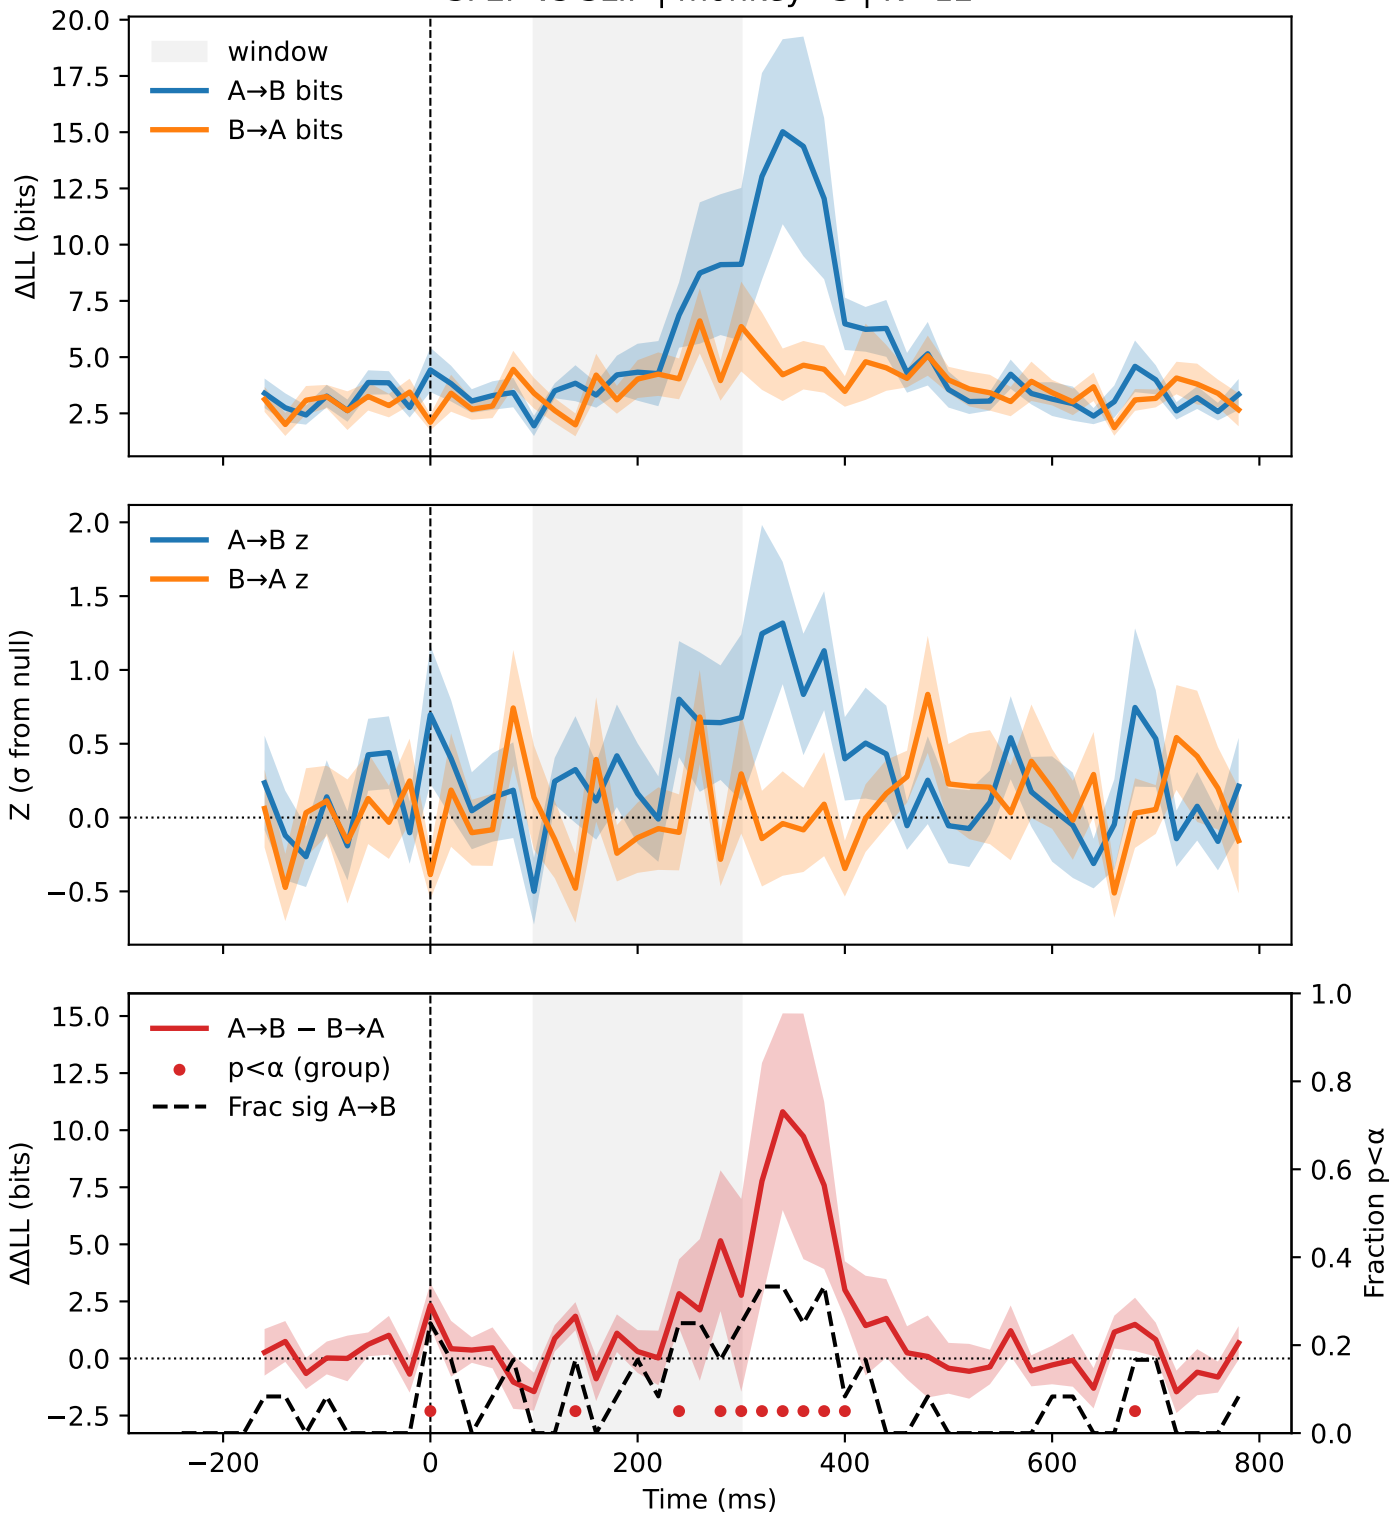 20.0
17.5
15.0
12.5
10.0
7.5
5.0
2.5
ΔLL (bits)
window
A→B bits
B→A bits
2.0
1.5
1.0
0.5
0.0
−0.5
Z (σ from null)
A→B z
B→A z
15.0
12.5
10.0
7.5
5.0
2.5
0.0
−2.5
ΔΔLL (bits)
A→B − B→A
p<α (group)
Frac sig A→B
1.0
0.8
0.6
0.4
0.2
0.0
Fraction p<α
−200
0
200
400
600
800
Time (ms)